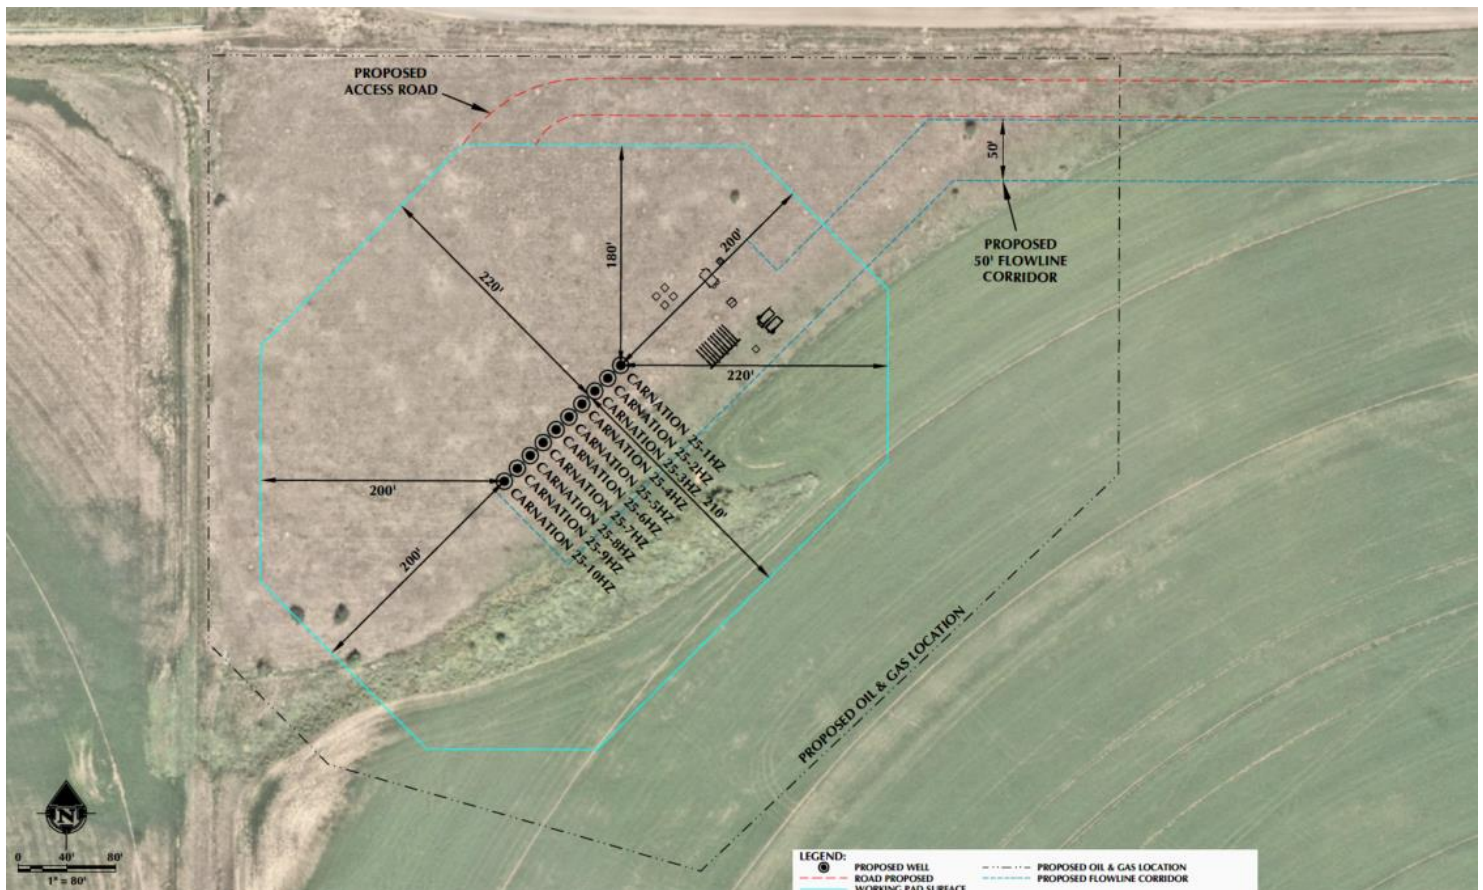 PROPOSED
ACCESS ROAD
50'
PROPOSED
50' FLOWLINE
CORRIDOR
180'
200'
220'
220'
200'
200'
210'
CARNATION 25-1HZ
CARNATION 25-2HZ
CARNATION 25-3HZ
CARNATION 25-4HZ
CARNATION 25-5HZ
CARNATION 25-6HZ
CARNATION 25-7HZ
CARNATION 25-8HZ
CARNATION 25-9HZ
CARNATION 25-10HZ
PROPOSED OIL & GAS LOCATION
N
0 40' 80'
1" = 80'
LEGEND:
PROPOSED WELL
ROAD PROPOSED
WORKING PAD SURFACE
PROPOSED OIL & GAS LOCATION
PROPOSED FLOWLINE CORRIDOR